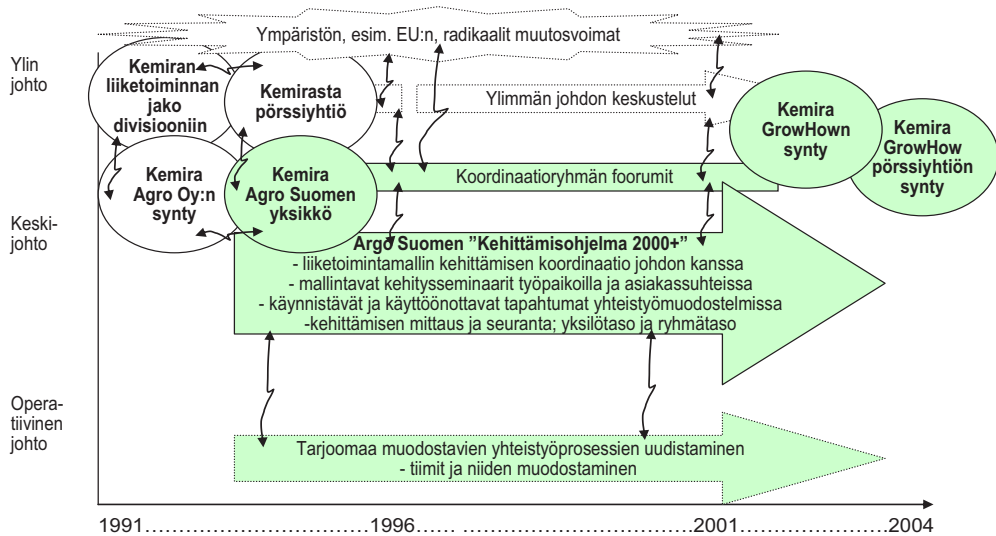 Ympäristön, esim. EU:n, radikaalit muutosvoimat
Ylin
johto
Kemiran
liiketoiminnan
jako
divisiooniin
Kemirasta
pörssiyhtiö
Ylimmän johdon keskustelut
Kemira
GrowHown
synty
Kemira
GrowHow
pörssiyhtiön
synty
Kemira
Agro Oy:n
synty
Kemira
Agro Suomen
yksikkö
Koordinaatioryhmän foorumit
Keski-
johto
Argo Suomen ”Kehittämisohjelma 2000+”
- liiketoimintamallin kehittämisen koordinaatio johdon kanssa
- mallintavat kehitysseminaarit työpaikoilla ja asiakassuhteissa
- käynnistävät ja käyttöönottavat tapahtumat yhteistyömuodostelmissa
-kehittämisen mittaus ja seuranta; yksilötaso ja ryhmätaso
Opera-
tiivinen
johto
Tarjoomaa muodostavien yhteistyöprosessien uudistaminen
- tiimit ja niiden muodostaminen
1991……………………………1996…… ……………………………2001……………2004